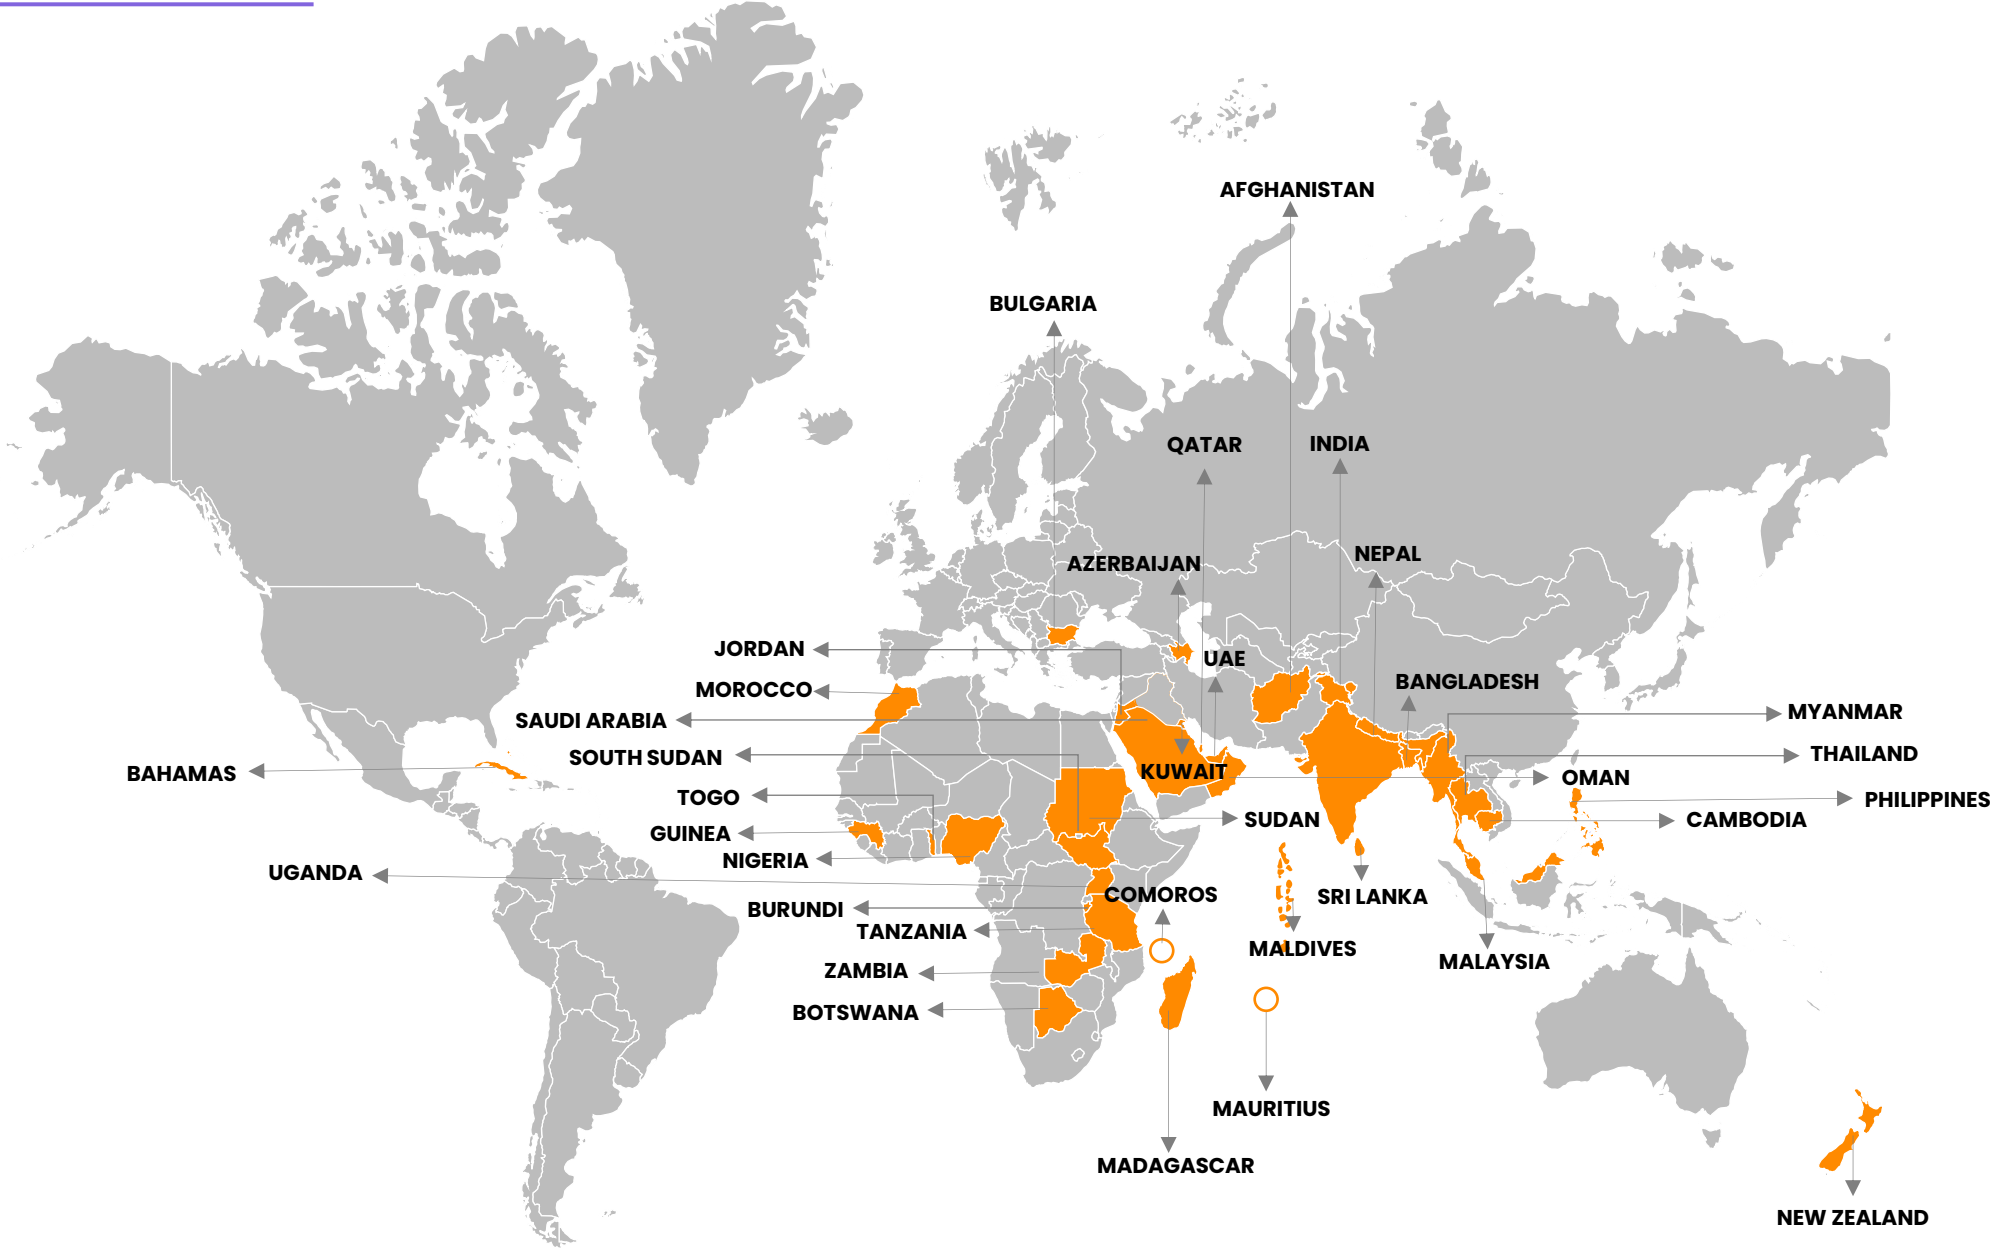 AFGHANISTAN
BULGARIA
QATAR
INDIA
NEPAL
AZERBAIJAN
JORDAN
UAE
BANGLADESH
MOROCCO
MYANMAR
SAUDI ARABIA
THAILAND
SOUTH SUDAN
BAHAMAS
KUWAIT
OMAN
TOGO
PHILIPPINES
SUDAN
CAMBODIA
GUINEA
NIGERIA
UGANDA
COMOROS
SRI LANKA
BURUNDI
TANZANIA
MALDIVES
MALAYSIA
ZAMBIA
BOTSWANA
MAURITIUS
MADAGASCAR
NEW ZEALAND